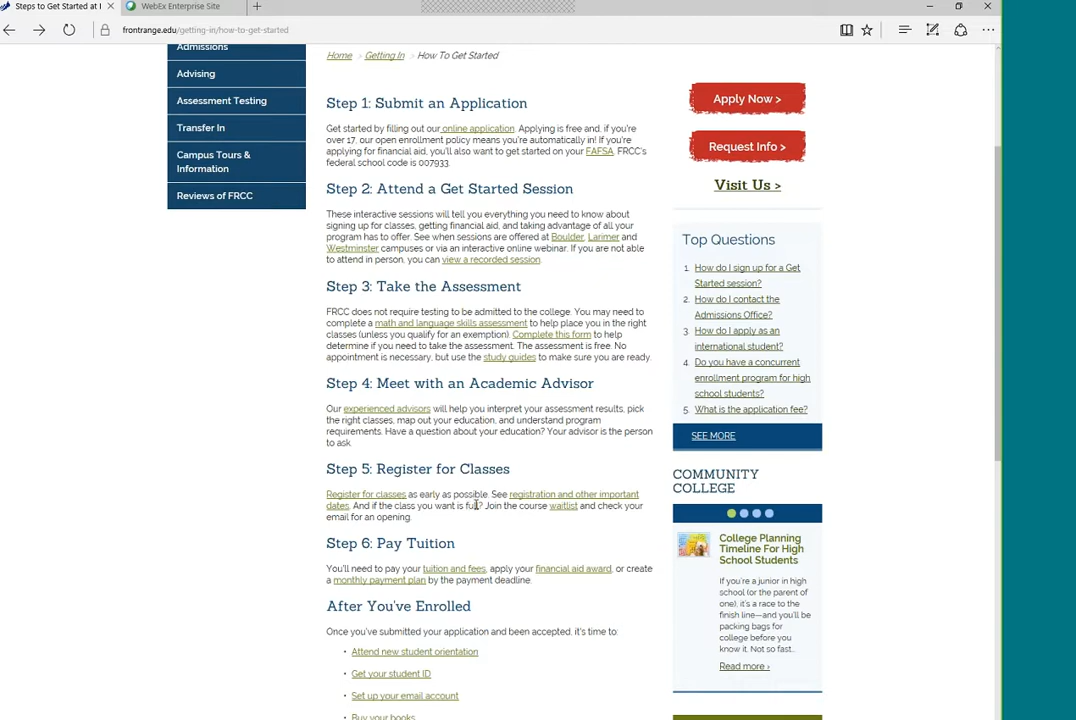 Steps to Get Started at
WebEx Enterprise Site
frontrange.edu/getting-in/how-to-get-started
Admissions
Advising
Assessment Testing
Transfer In
Campus Tours &
Information
Reviews of FRCC
Home > Getting In > How To Get Started
Step 1: Submit an Application
Get started by filling out our online application. Applying is free and, if you're
over 17, our open enrollment policy means you're automatically in! If you're
applying for financial aid, you'll also want to get started on your FAFSA. FRCC's
federal school code is 007933.
Step 2: Attend a Get Started Session
These interactive sessions will tell you everything you need to know about
signing up for classes, getting financial aid, and taking advantage of all your
program has to offer. See when sessions are offered at Boulder, Larimer and
Westminster campuses or via an interactive online webinar. If you are not able
to attend in person, you can view a recorded session.
Step 3: Take the Assessment
FRCC does not require testing to be admitted to the college. You may need to
complete a math and language skills assessment to help place you in the right
classes (unless you qualify for an exemption). Complete this form to help
determine if you need to take the assessment. The assessment is free. No
appointment is necessary, but use the study guides to make sure you are ready.
Step 4: Meet with an Academic Advisor
Our experienced advisors will help you interpret your assessment results, pick
the right classes, map out your education, and understand program
requirements. Have a question about your education? Your advisor is the person
to ask.
Step 5: Register for Classes
Register for classes as early as possible. See registration and other important
dates. And if the class you want is full? Join the course waitlist and check your
email for an opening.
Step 6: Pay Tuition
You'll need to pay your tuition and fees, apply your financial aid award, or create
a monthly payment plan by the payment deadline.
After You've Enrolled
Once you've submitted your application and been accepted, it's time to:
• Attend new student orientation
• Get your student ID
• Set up your email account
• Buy your books
Apply Now >
Request Info >
Visit Us >
Top Questions
1. How do I sign up for a Get
Started session?
2. How do I contact the
Admissions Office?
3. How do I apply as an
international student?
4. Do you have a concurrent
enrollment program for high
school students?
5. What is the application fee?
SEE MORE
COMMUNITY
COLLEGE
College Planning
Timeline For High
School Students
If you're a junior in high
school (or the parent of
one), it's a race to the
finish line—and you'll be
packing bags for
college before you
know it. Not so fast...
Read more >